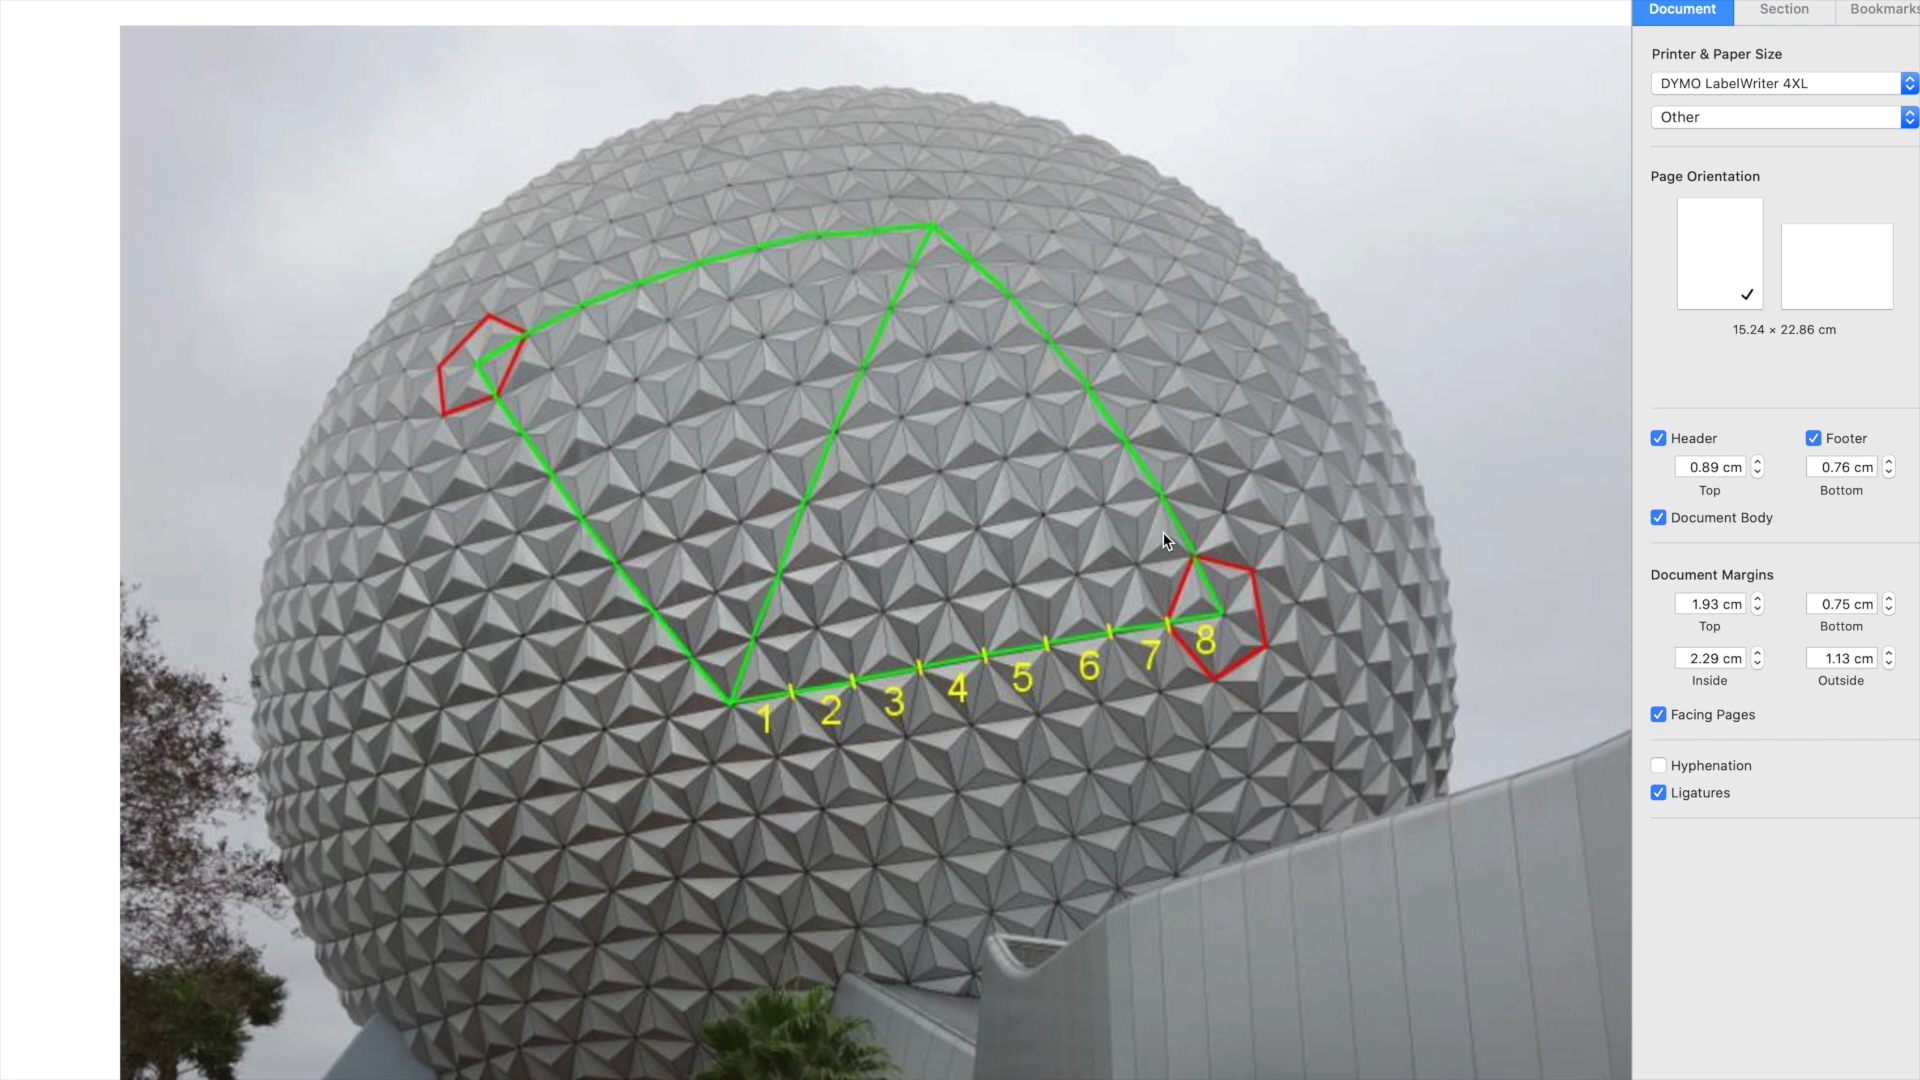 Document Section Bookmarks
Printer & Paper Size
DYMO LabelWriter 4XL
Other
Page Orientation
15.24 × 22.86 cm
Header Footer
0.89 cm 0.76 cm
Top Bottom
Document Body
Document Margins
1.93 cm 0.75 cm
Top Bottom
2.29 cm 1.13 cm
Inside Outside
Facing Pages
Hyphenation
Ligatures
1 2 3 4 5 6 7 8